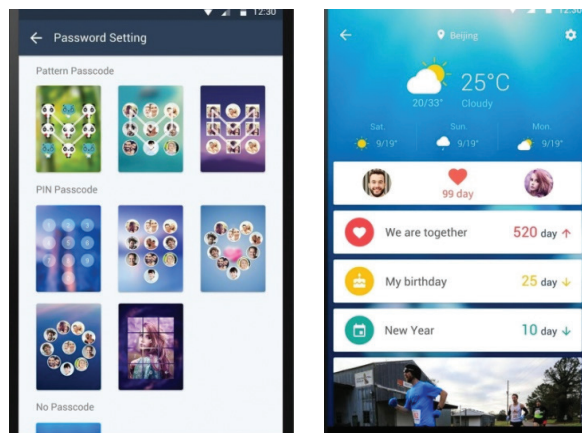 12:30
Password Setting
Pattern Passcode
PIN Passcode
No Passcode
12:30
Beijing
25°C
20/33° Cloudy
Sat. Sun. Mon.
9/19° 9/19° 9/19°
99 day
We are together 520 day
My birthday 25 day
New Year 10 day